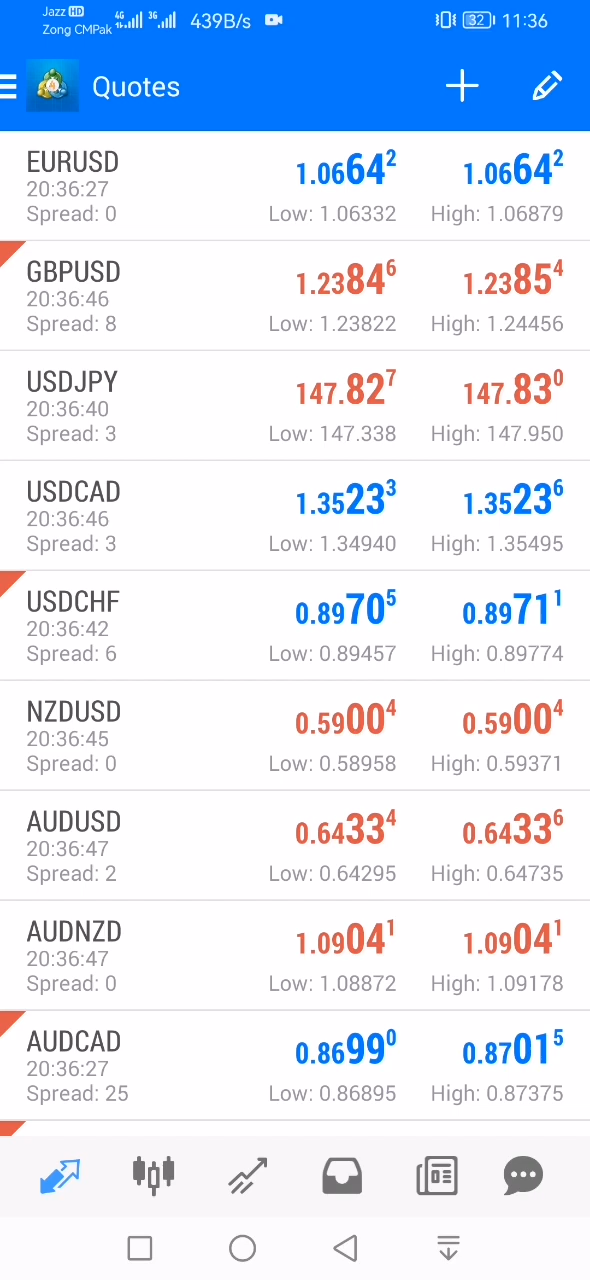 Jazz HD 4G 3G 439B/s 32 11:36
Zong CMPak
Quotes
EURUSD
20:36:27
Spread: 0
1.06642 1.06642
Low: 1.06332 High: 1.06879
GBPUSD
20:36:46
Spread: 8
1.23846 1.23854
Low: 1.23822 High: 1.24456
USDJPY
20:36:40
Spread: 3
147.827 147.830
Low: 147.338 High: 147.950
USDCAD
20:36:46
Spread: 3
1.35233 1.35236
Low: 1.34940 High: 1.35495
USDCHF
20:36:42
Spread: 6
0.89705 0.89711
Low: 0.89457 High: 0.89774
NZDUSD
20:36:45
Spread: 0
0.59004 0.59004
Low: 0.58958 High: 0.59371
AUDUSD
20:36:47
Spread: 2
0.64334 0.64336
Low: 0.64295 High: 0.64735
AUDNZD
20:36:47
Spread: 0
1.09041 1.09041
Low: 1.08872 High: 1.09178
AUDCAD
20:36:27
Spread: 25
0.86990 0.87015
Low: 0.86895 High: 0.87375